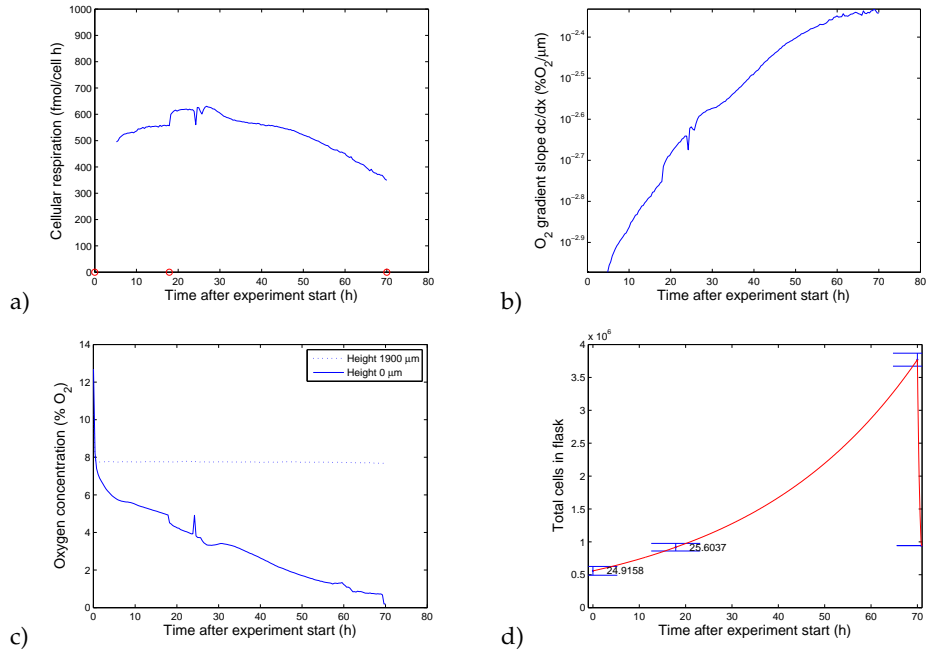 1000
900
800
700
600
500
400
300
200
100
0
0 10 20 30 40 50 60 70 80
Cellular respiration (fmol/cell h)
Time after experiment start (h)
a)
10^−2.4
10^−2.5
10^−2.6
10^−2.7
10^−2.8
10^−2.9
0 10 20 30 40 50 60 70 80
O₂ gradient slope dc/dx (%O₂/μm)
Time after experiment start (h)
b)
14
12
10
8
6
4
2
0
0 10 20 30 40 50 60 70 80
Oxygen concentration (% O₂)
Height 1900 μm
Height 0 μm
Time after experiment start (h)
c)
x 10⁶
4
3.5
3
2.5
2
1.5
1
0.5
0
0 10 20 30 40 50 60 70
Total cells in flask
24.9158
25.6037
Time after experiment start (h)
d)